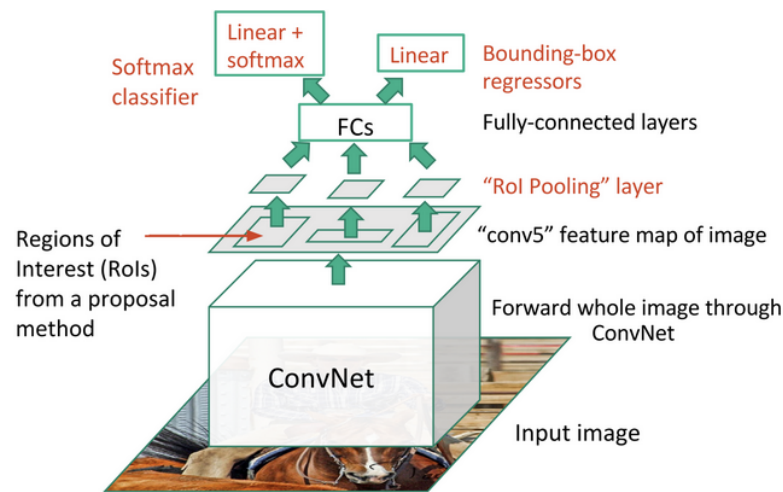 Linear +
softmax
Linear
Softmax
classifier
Bounding-box
regressors
FCs
Fully-connected layers
“RoI Pooling” layer
Regions of
Interest (RoIs)
from a proposal
method
“conv5” feature map of image
Forward whole image through
ConvNet
ConvNet
Input image